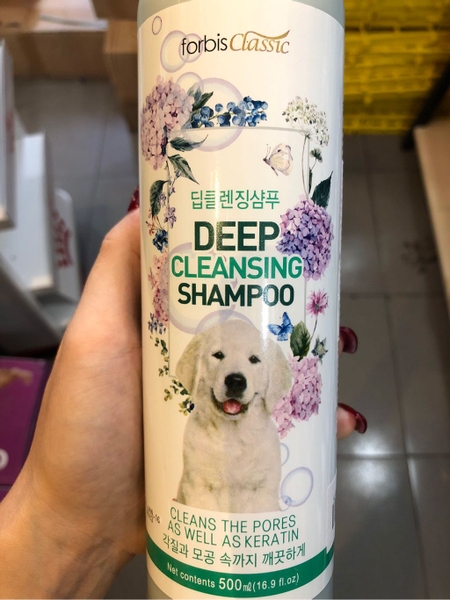 forbis Classic
딥클렌징샴푸
DEEP
CLEANSING
SHAMPOO
CLEANS THE PORES
AS WELL AS KERATIN
각질과 모공 속까지 깨끗하게
Net contents 500㎖(16.9 fl.oz)